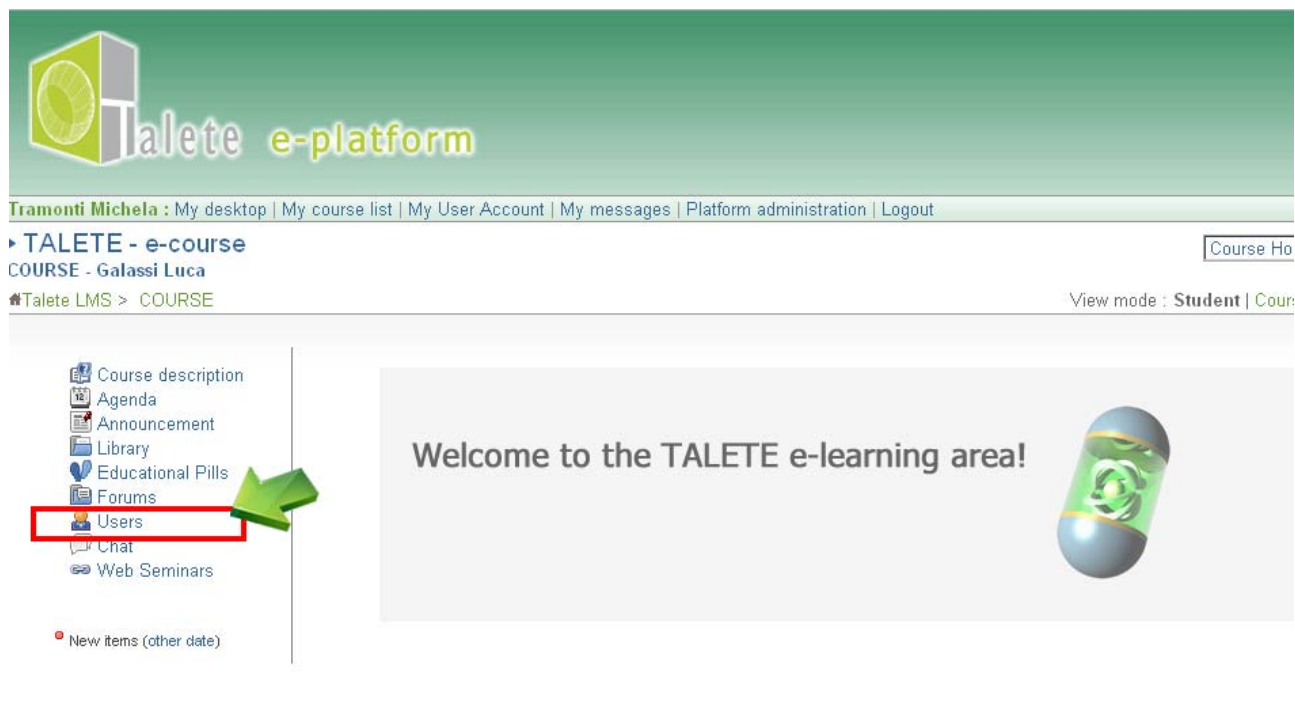 Talete e-platform
Tramonti Michela : My desktop | My course list | My User Account | My messages | Platform administration | Logout
TALETE - e-course
Course Ho
COURSE - Galassi Luca
Talete LMS > COURSE
View mode : Student | Cour
Course description
Agenda
Announcement
Library
Educational Pills
Forums
Users
Chat
Web Seminars
Welcome to the TALETE e-learning area!
New items (other date)